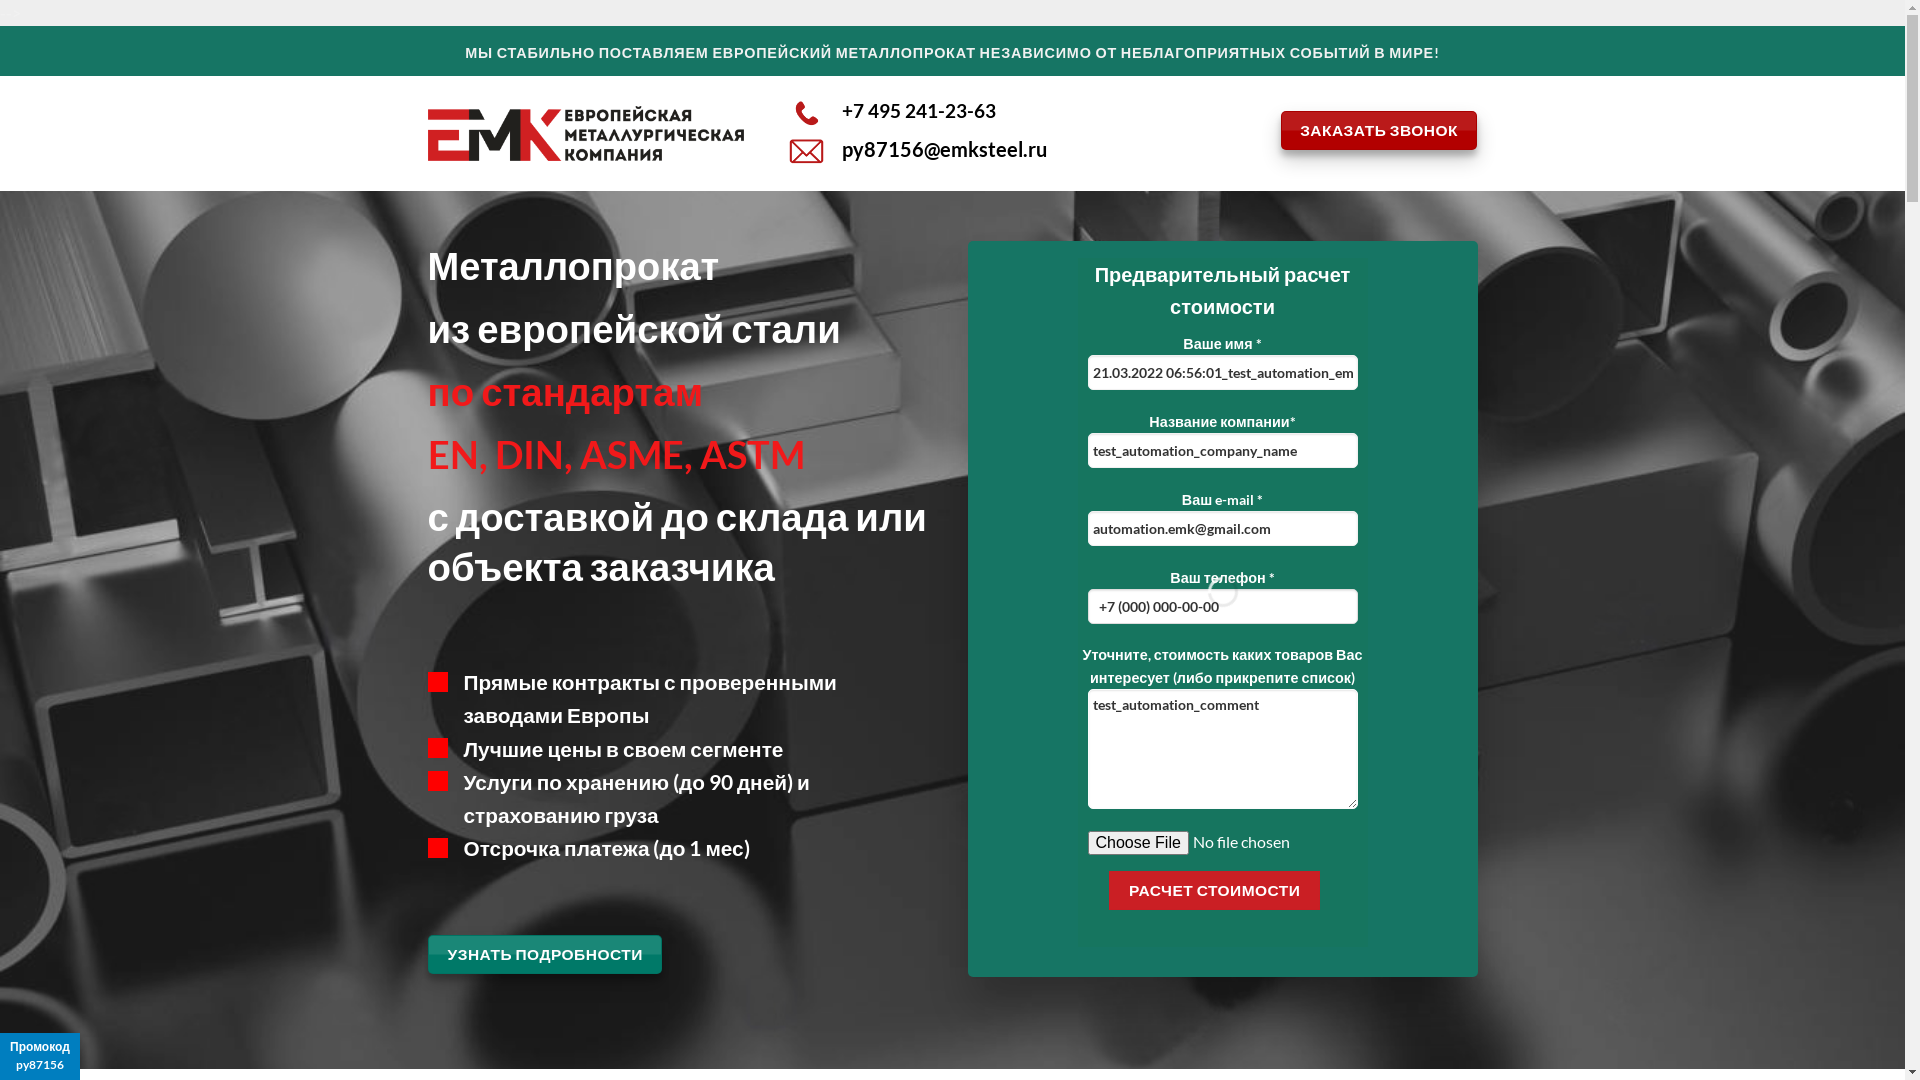 МЫ СТАБИЛЬНО ПОСТАВЛЯЕМ ЕВРОПЕЙСКИЙ МЕТАЛЛОПРОКАТ НЕЗАВИСИМО ОТ НЕБЛАГОПРИЯТНЫХ СОБЫТИЙ В МИРЕ!
ЕМК ЕВРОПЕЙСКАЯ
МЕТАЛЛУРГИЧЕСКАЯ
КОМПАНИЯ
+7 495 241-23-63
py87156@emksteel.ru
ЗАКАЗАТЬ ЗВОНОК
Металлопрокат
из европейской стали
по стандартам
EN, DIN, ASME, ASTM
с доставкой до склада или
объекта заказчика
Прямые контракты с проверенными
заводами Европы
Лучшие цены в своем сегменте
Услуги по хранению (до 90 дней) и
страхованию груза
Отсрочка платежа (до 1 мес)
УЗНАТЬ ПОДРОБНОСТИ
Предварительный расчет
стоимости
Ваше имя *
21.03.2022 06:56:01_test_automation_em
Название компании*
test_automation_company_name
Ваш e-mail *
automation.emk@gmail.com
Ваш телефон *
+7 (000) 000-00-00
Уточните, стоимость каких товаров Вас
интересует (либо прикрепите список)
test_automation_comment
Choose File No file chosen
РАСЧЕТ СТОИМОСТИ
Промокод
py87156